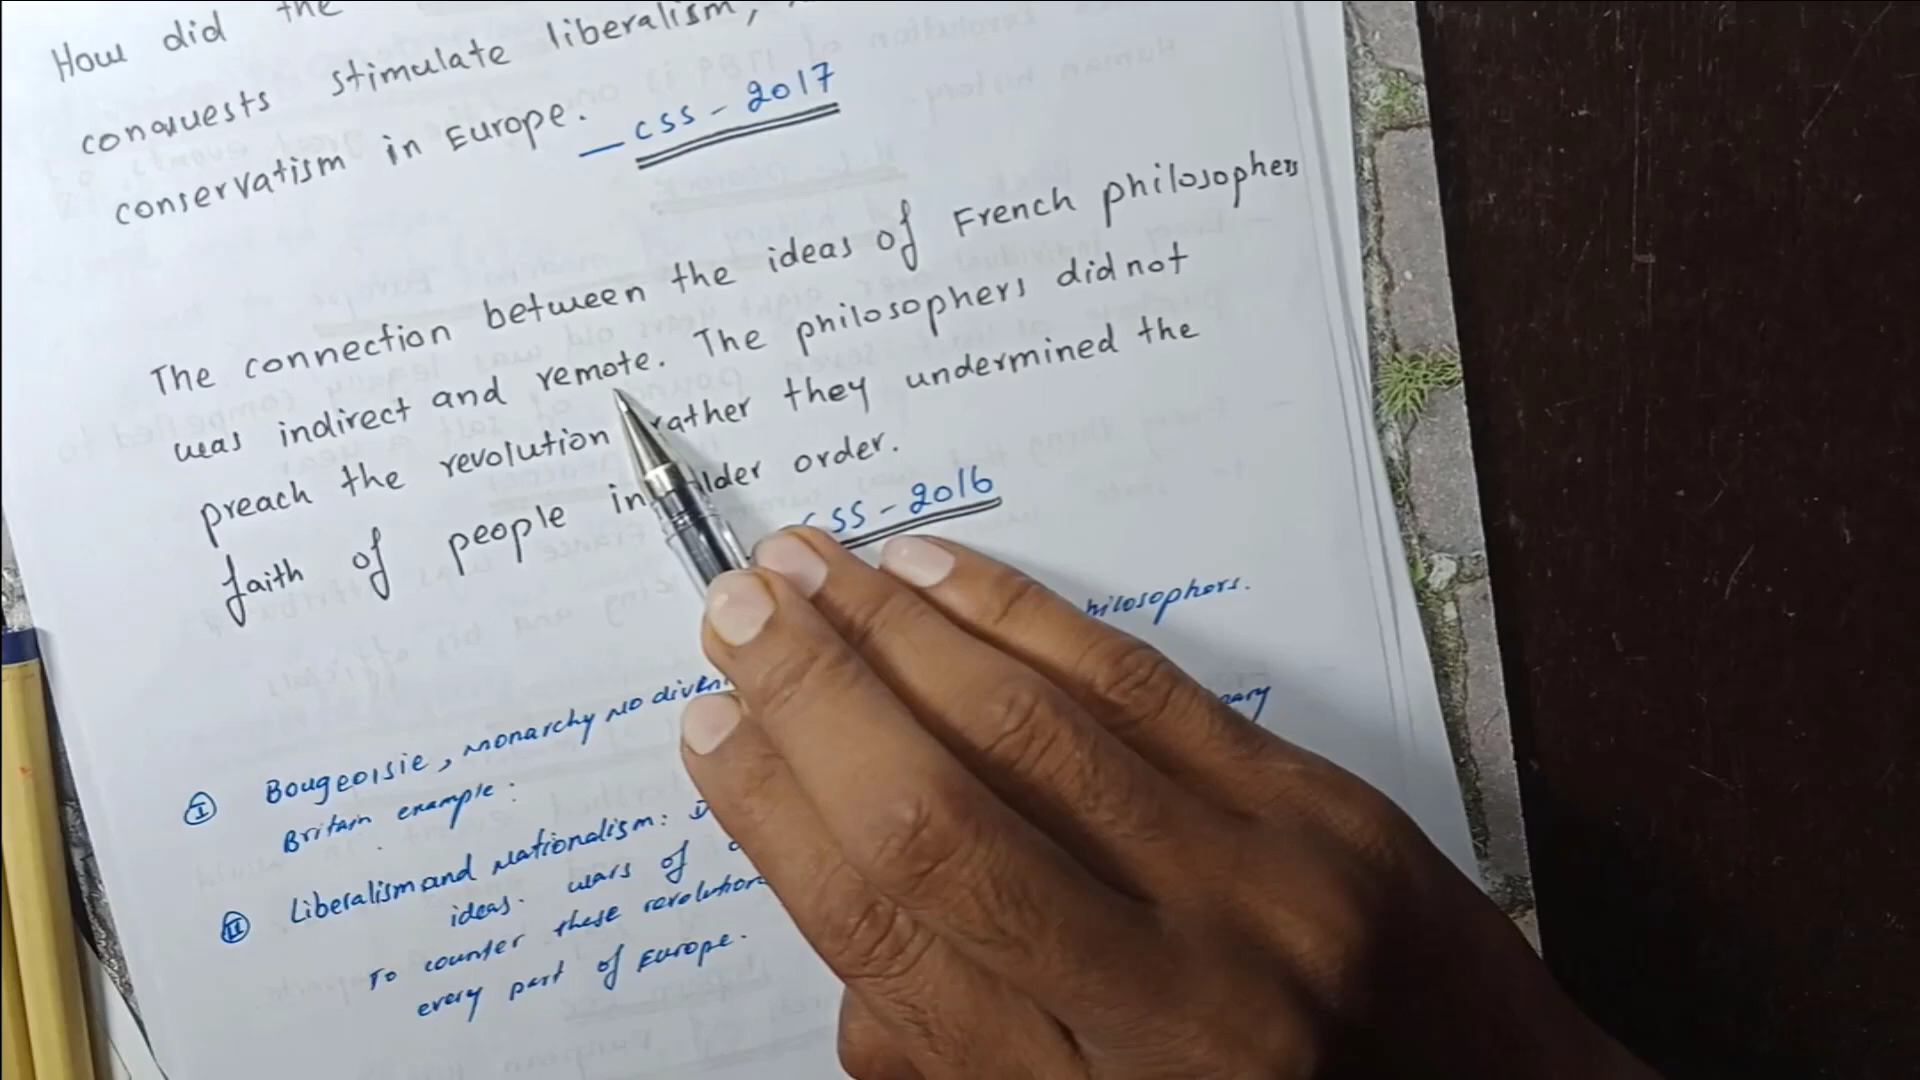 How did the
conquests stimulate liberalism,
conservatism in Europe. — CSS - 2017
The connection between the ideas of French philosophers
was indirect and remote. The philosophers did not
preach the revolution rather they undermined the
faith of people in older order.
CSS - 2016
philosophers.
I Bougeoisie, Monarchy No divine
Britain example:
II Liberalism and Nationalism:
ideas. wars of
To counter these revolution
every part of Europe.